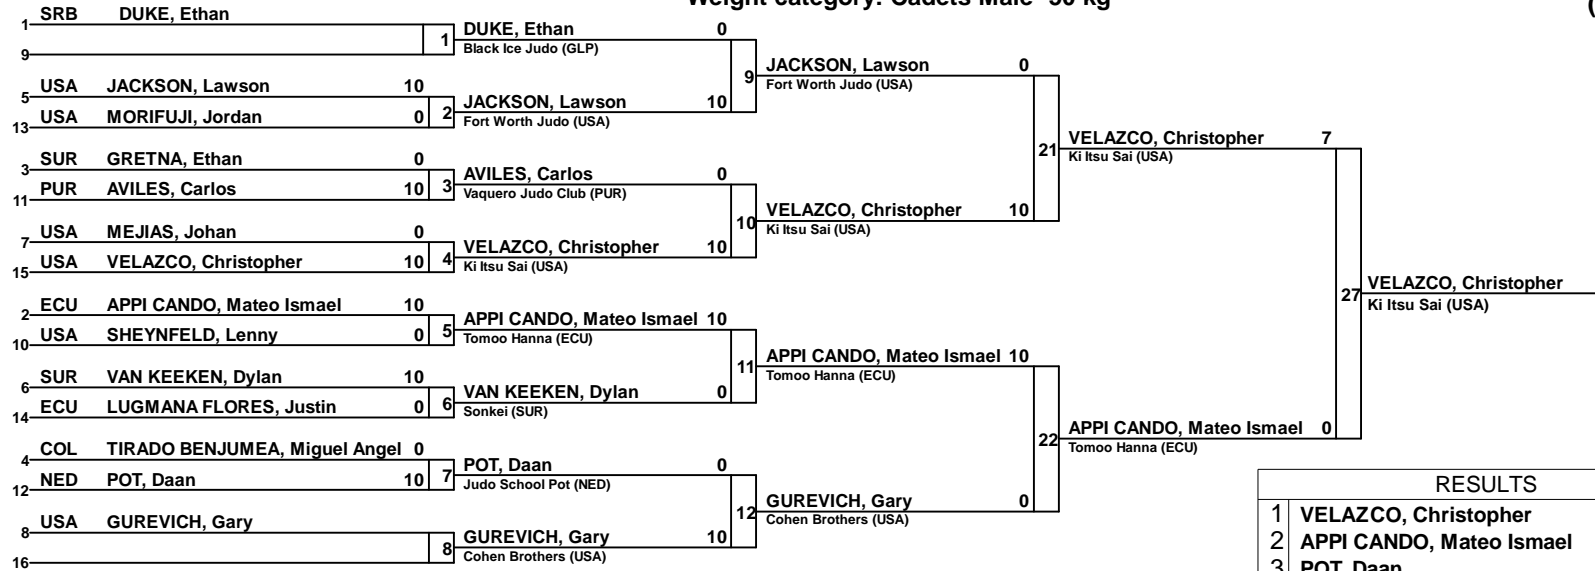 Weight category: Cadets Male -50 kg
(
1 SRB DUKE, Ethan
9
1
5 USA JACKSON, Lawson 10
13 USA MORIFUJI, Jordan 0
2
3 SUR GRETNA, Ethan 0
11 PUR AVILES, Carlos 10
3
7 USA MEJIAS, Johan 0
15 USA VELAZCO, Christopher 10
4
2 ECU APPI CANDO, Mateo Ismael 10
10 USA SHEYNFELD, Lenny 0
5
6 SUR VAN KEEKEN, Dylan 10
14 ECU LUGMANA FLORES, Justin 0
6
4 COL TIRADO BENJUMEA, Miguel Angel 0
12 NED POT, Daan 10
7
8 USA GUREVICH, Gary
16
8
DUKE, Ethan 0
Black Ice Judo (GLP)
JACKSON, Lawson 10
Fort Worth Judo (USA)
9
AVILES, Carlos 0
Vaquero Judo Club (PUR)
VELAZCO, Christopher 10
Ki Itsu Sai (USA)
10
APPI CANDO, Mateo Ismael 10
Tomoo Hanna (ECU)
VAN KEEKEN, Dylan 0
Sonkei (SUR)
11
POT, Daan 0
Judo School Pot (NED)
GUREVICH, Gary 10
Cohen Brothers (USA)
12
JACKSON, Lawson 0
Fort Worth Judo (USA)
VELAZCO, Christopher 10
Ki Itsu Sai (USA)
21
APPI CANDO, Mateo Ismael 10
Tomoo Hanna (ECU)
GUREVICH, Gary 0
Cohen Brothers (USA)
22
VELAZCO, Christopher 7
Ki Itsu Sai (USA)
APPI CANDO, Mateo Ismael 0
Tomoo Hanna (ECU)
27
VELAZCO, Christopher
Ki Itsu Sai (USA)
RESULTS
1 VELAZCO, Christopher
2 APPI CANDO, Mateo Ismael
3 POT, Daan